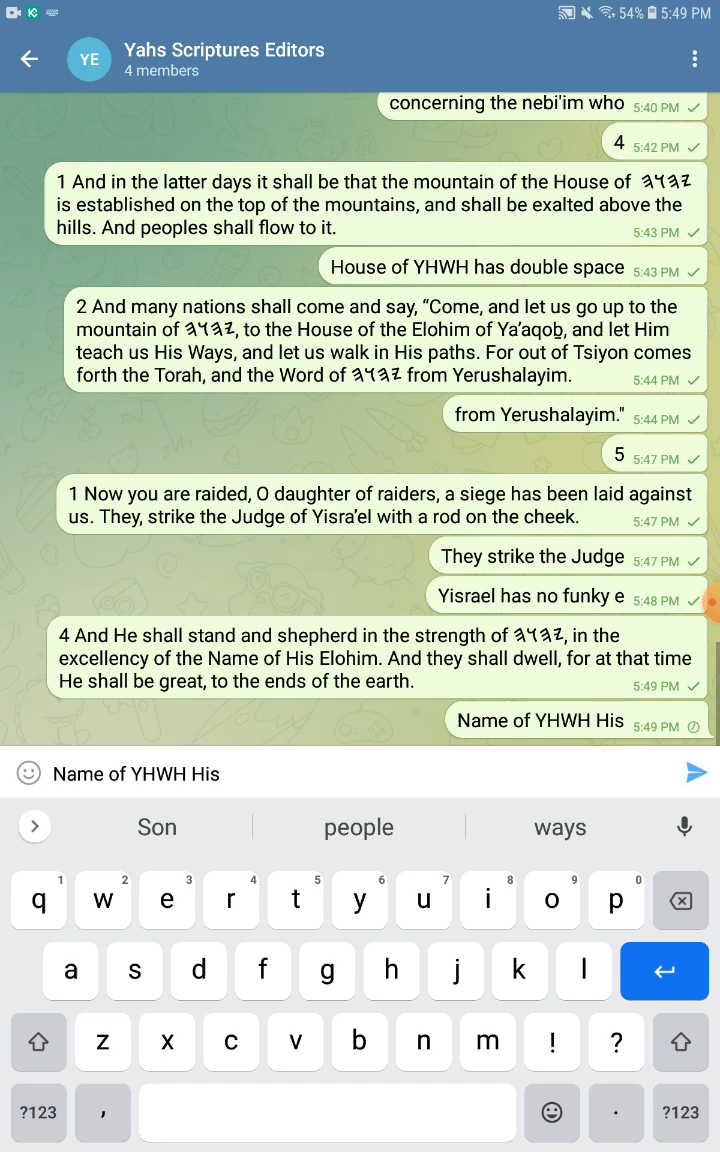 54% 5:49 PM
YE
Yahs Scriptures Editors
4 members
concerning the nebi'im who 5:40 PM
4 5:42 PM
1 And in the latter days it shall be that the mountain of the House of  𐤉𐤄𐤅𐤄
is established on the top of the mountains, and shall be exalted above the
hills. And peoples shall flow to it. 5:43 PM
House of YHWH has double space 5:43 PM
2 And many nations shall come and say, “Come, and let us go up to the
mountain of 𐤉𐤄𐤅𐤄, to the House of the Elohim of Ya’aqoḇ, and let Him
teach us His Ways, and let us walk in His paths. For out of Tsiyon comes
forth the Torah, and the Word of 𐤉𐤄𐤅𐤄 from Yerushalayim. 5:44 PM
from Yerushalayim." 5:44 PM
5 5:47 PM
1 Now you are raided, O daughter of raiders, a siege has been laid against
us. They, strike the Judge of Yisra’el with a rod on the cheek. 5:47 PM
They strike the Judge 5:47 PM
Yisrael has no funky e 5:48 PM
4 And He shall stand and shepherd in the strength of 𐤉𐤄𐤅𐤄, in the
excellency of the Name of His Elohim. And they shall dwell, for at that time
He shall be great, to the ends of the earth. 5:49 PM
Name of YHWH His 5:49 PM
Name of YHWH His
Son people ways
1 2 3 4 5 6 7 8 9 0
q w e r t y u i o p
a s d f g h j k l
z x c v b n m ! ?
?123 , . ?123